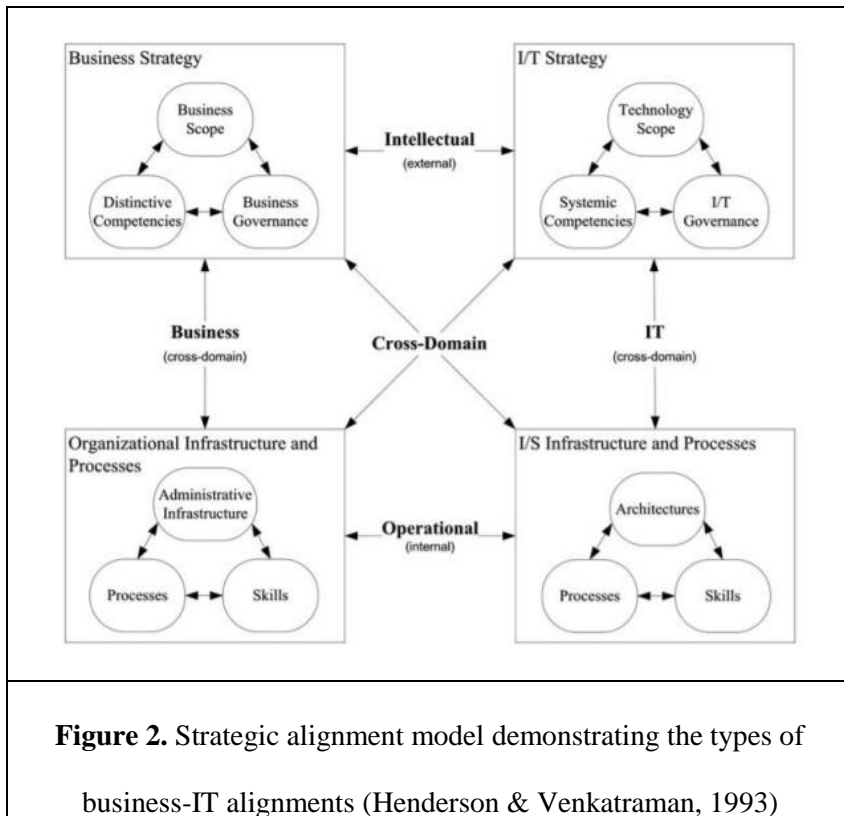 Business Strategy
I/T Strategy
Business
Scope
Technology
Scope
Intellectual
(external)
Distinctive
Competencies
Business
Governance
Systemic
Competencies
I/T
Governance
Business
(cross-domain)
Cross-Domain
IT
(cross-domain)
Organizational Infrastructure and
Processes
I/S Infrastructure and Processes
Administrative
Infrastructure
Architectures
Operational
(internal)
Processes
Skills
Processes
Skills
Figure 2. Strategic alignment model demonstrating the types of
business-IT alignments (Henderson & Venkatraman, 1993)